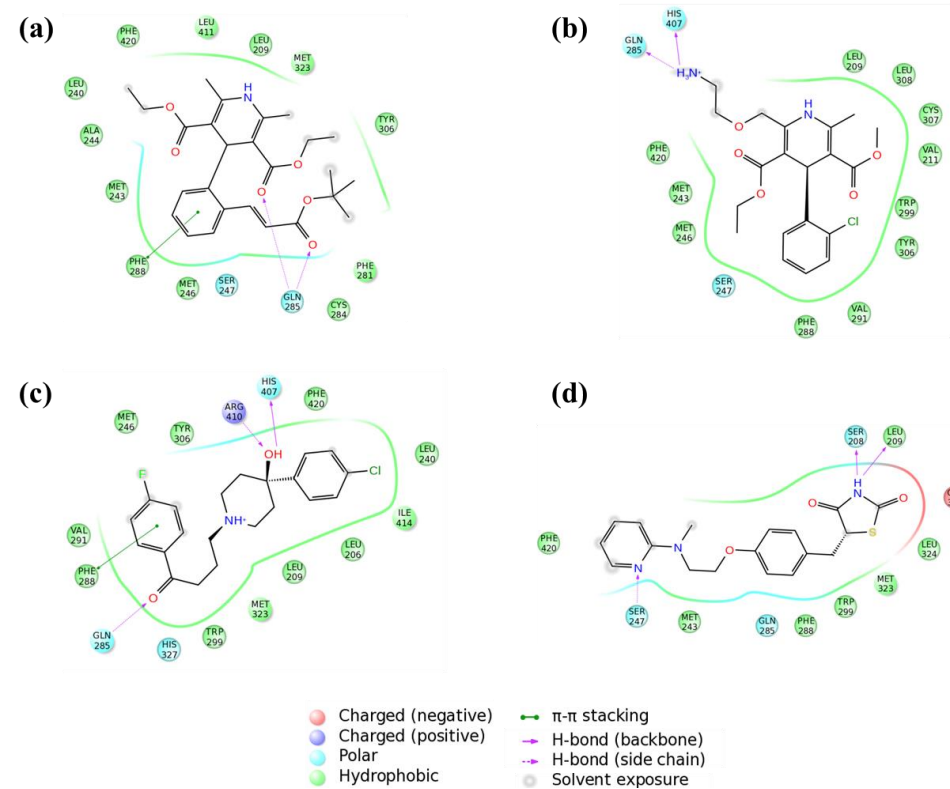 (a)
PHE 420
LEU 411
LEU 209
MET 323
LEU 240
ALA 244
TYR 306
MET 243
PHE 288
MET 246
SER 247
GLN 285
CYS 284
PHE 281
H
N
O
O
O
O
O
O
(b)
HIS 407
GLN 285
H3N+
LEU 209
LEU 308
CYS 307
VAL 211
PHE 420
MET 243
MET 246
TRP 299
TYR 306
SER 247
PHE 288
VAL 291
O
H
N
O
O
O
O
Cl
(c)
HIS 407
ARG 410
PHE 420
MET 246
TYR 306
LEU 240
ILE 414
VAL 291
PHE 288
LEU 206
LEU 209
MET 323
GLN 285
HIS 327
TRP 299
OH
F
Cl
NH+
O
(d)
SER 208
LEU 209
PHE 420
LEU 324
MET 323
TRP 299
SER 247
MET 243
GLN 285
PHE 288
H
N
O
O
S
N
N
O
Charged (negative)
Charged (positive)
Polar
Hydrophobic
π-π stacking
H-bond (backbone)
H-bond (side chain)
Solvent exposure